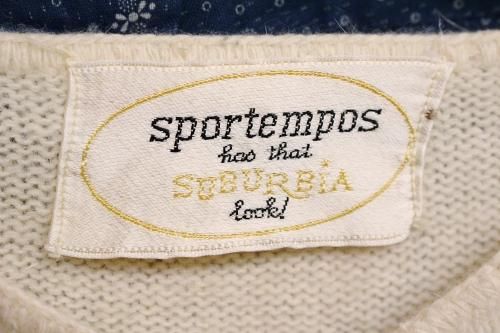 sportempos
has that
SUBURBIA
look!